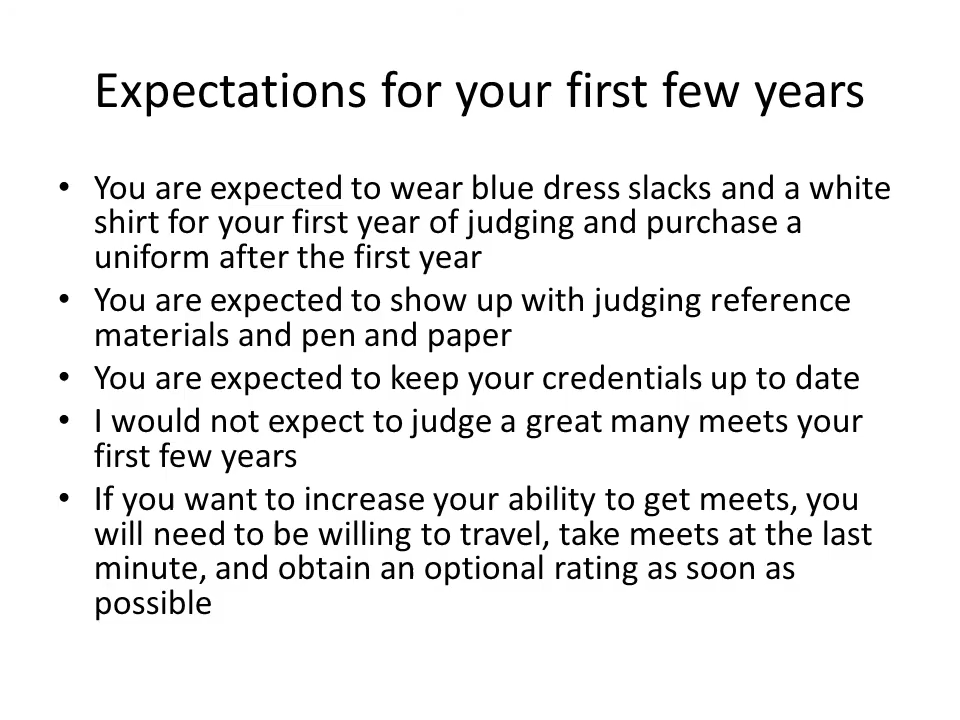 Expectations for your first few years
• You are expected to wear blue dress slacks and a white
shirt for your first year of judging and purchase a
uniform after the first year
• You are expected to show up with judging reference
materials and pen and paper
• You are expected to keep your credentials up to date
• I would not expect to judge a great many meets your
first few years
• If you want to increase your ability to get meets, you
will need to be willing to travel, take meets at the last
minute, and obtain an optional rating as soon as
possible